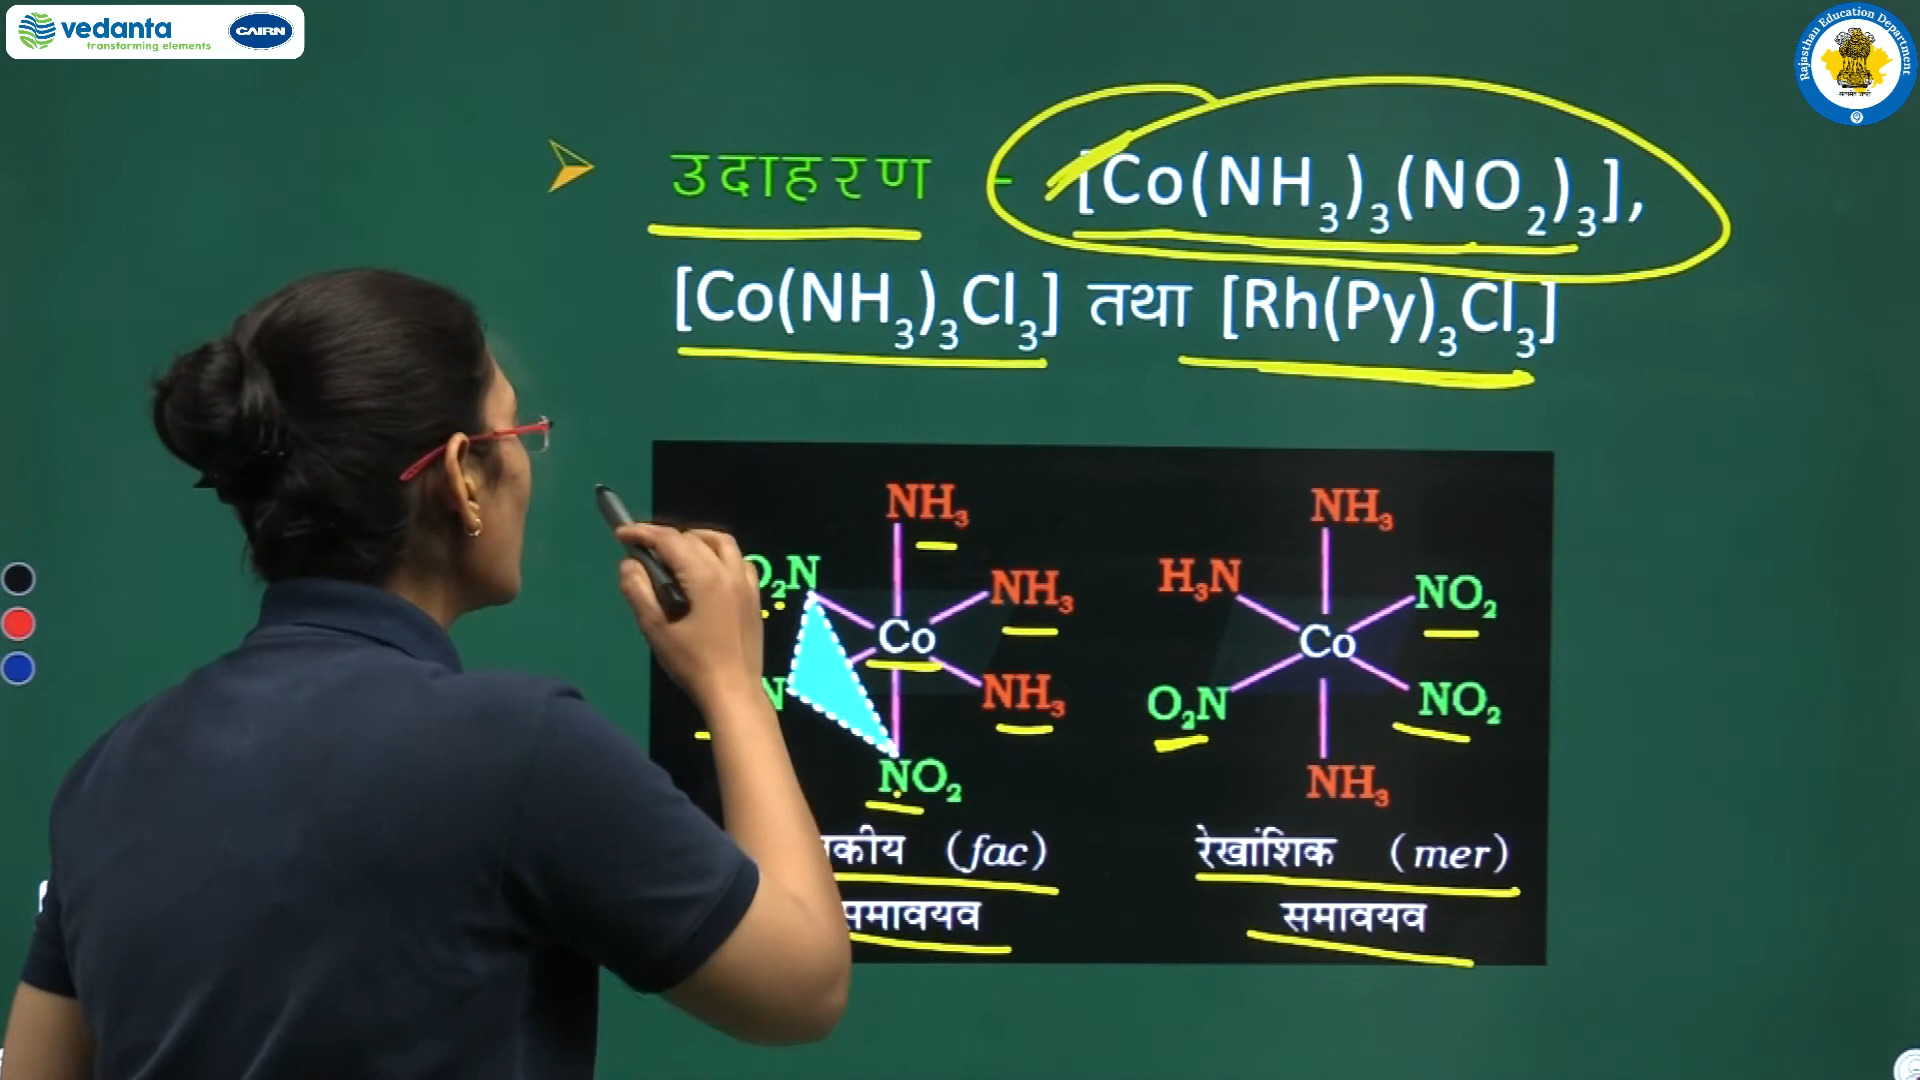 vedanta
transforming elements
CAIRN
Rajasthan Education Department
उदाहरण - [Co(NH₃)₃(NO₂)₃],
[Co(NH₃)₃Cl₃] तथा [Rh(Py)₃Cl₃]
NH₃
O₂N
NH₃
Co
N
NH₃
NO₂
कीय (fac)
समावयव
NH₃
H₃N
NO₂
Co
O₂N
NO₂
NH₃
रेखांशिक (mer)
समावयव